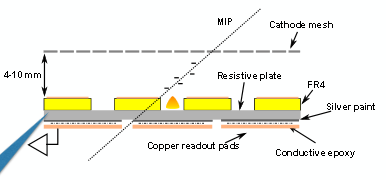 MIP
Cathode mesh
4-10 mm
Resistive plate
FR4
Silver paint
Copper readout pads
Conductive epoxy